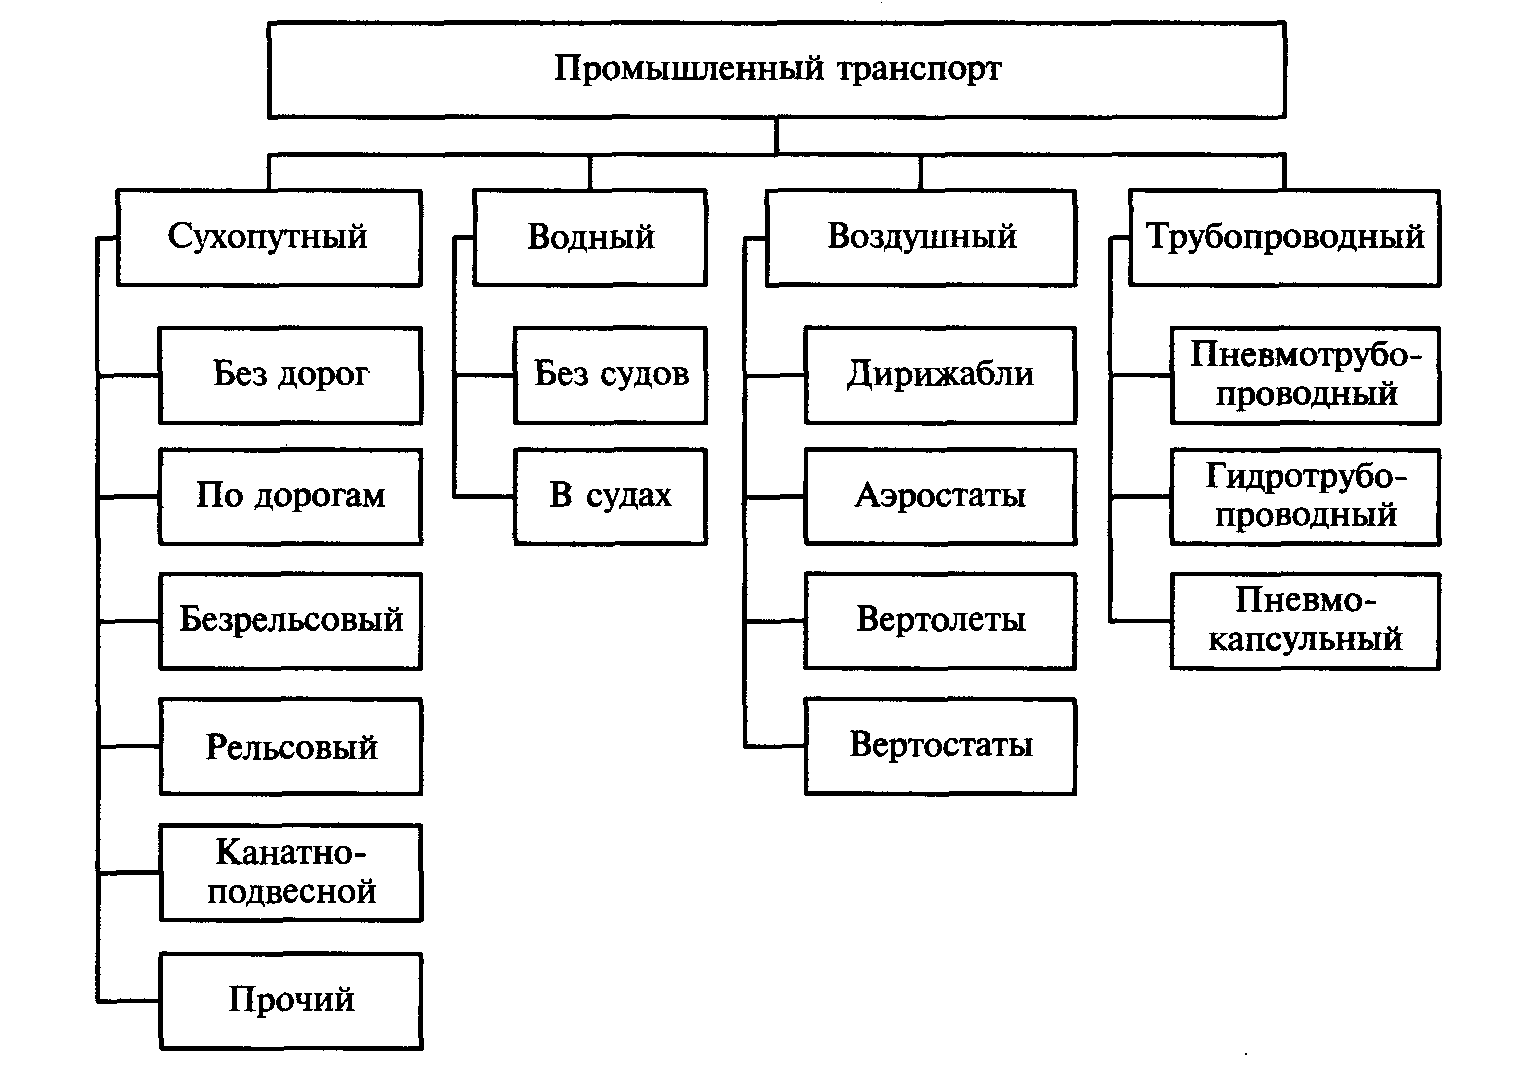 Промышленный транспорт
Сухопутный
Без дорог
По дорогам
Безрельсовый
Рельсовый
Канатно-
подвесной
Прочий
Водный
Без судов
В судах
Воздушный
Дирижабли
Аэростаты
Вертолеты
Вертостаты
Трубопроводный
Пневмотрубо-
проводный
Гидротрубо-
проводный
Пневмо-
капсульный